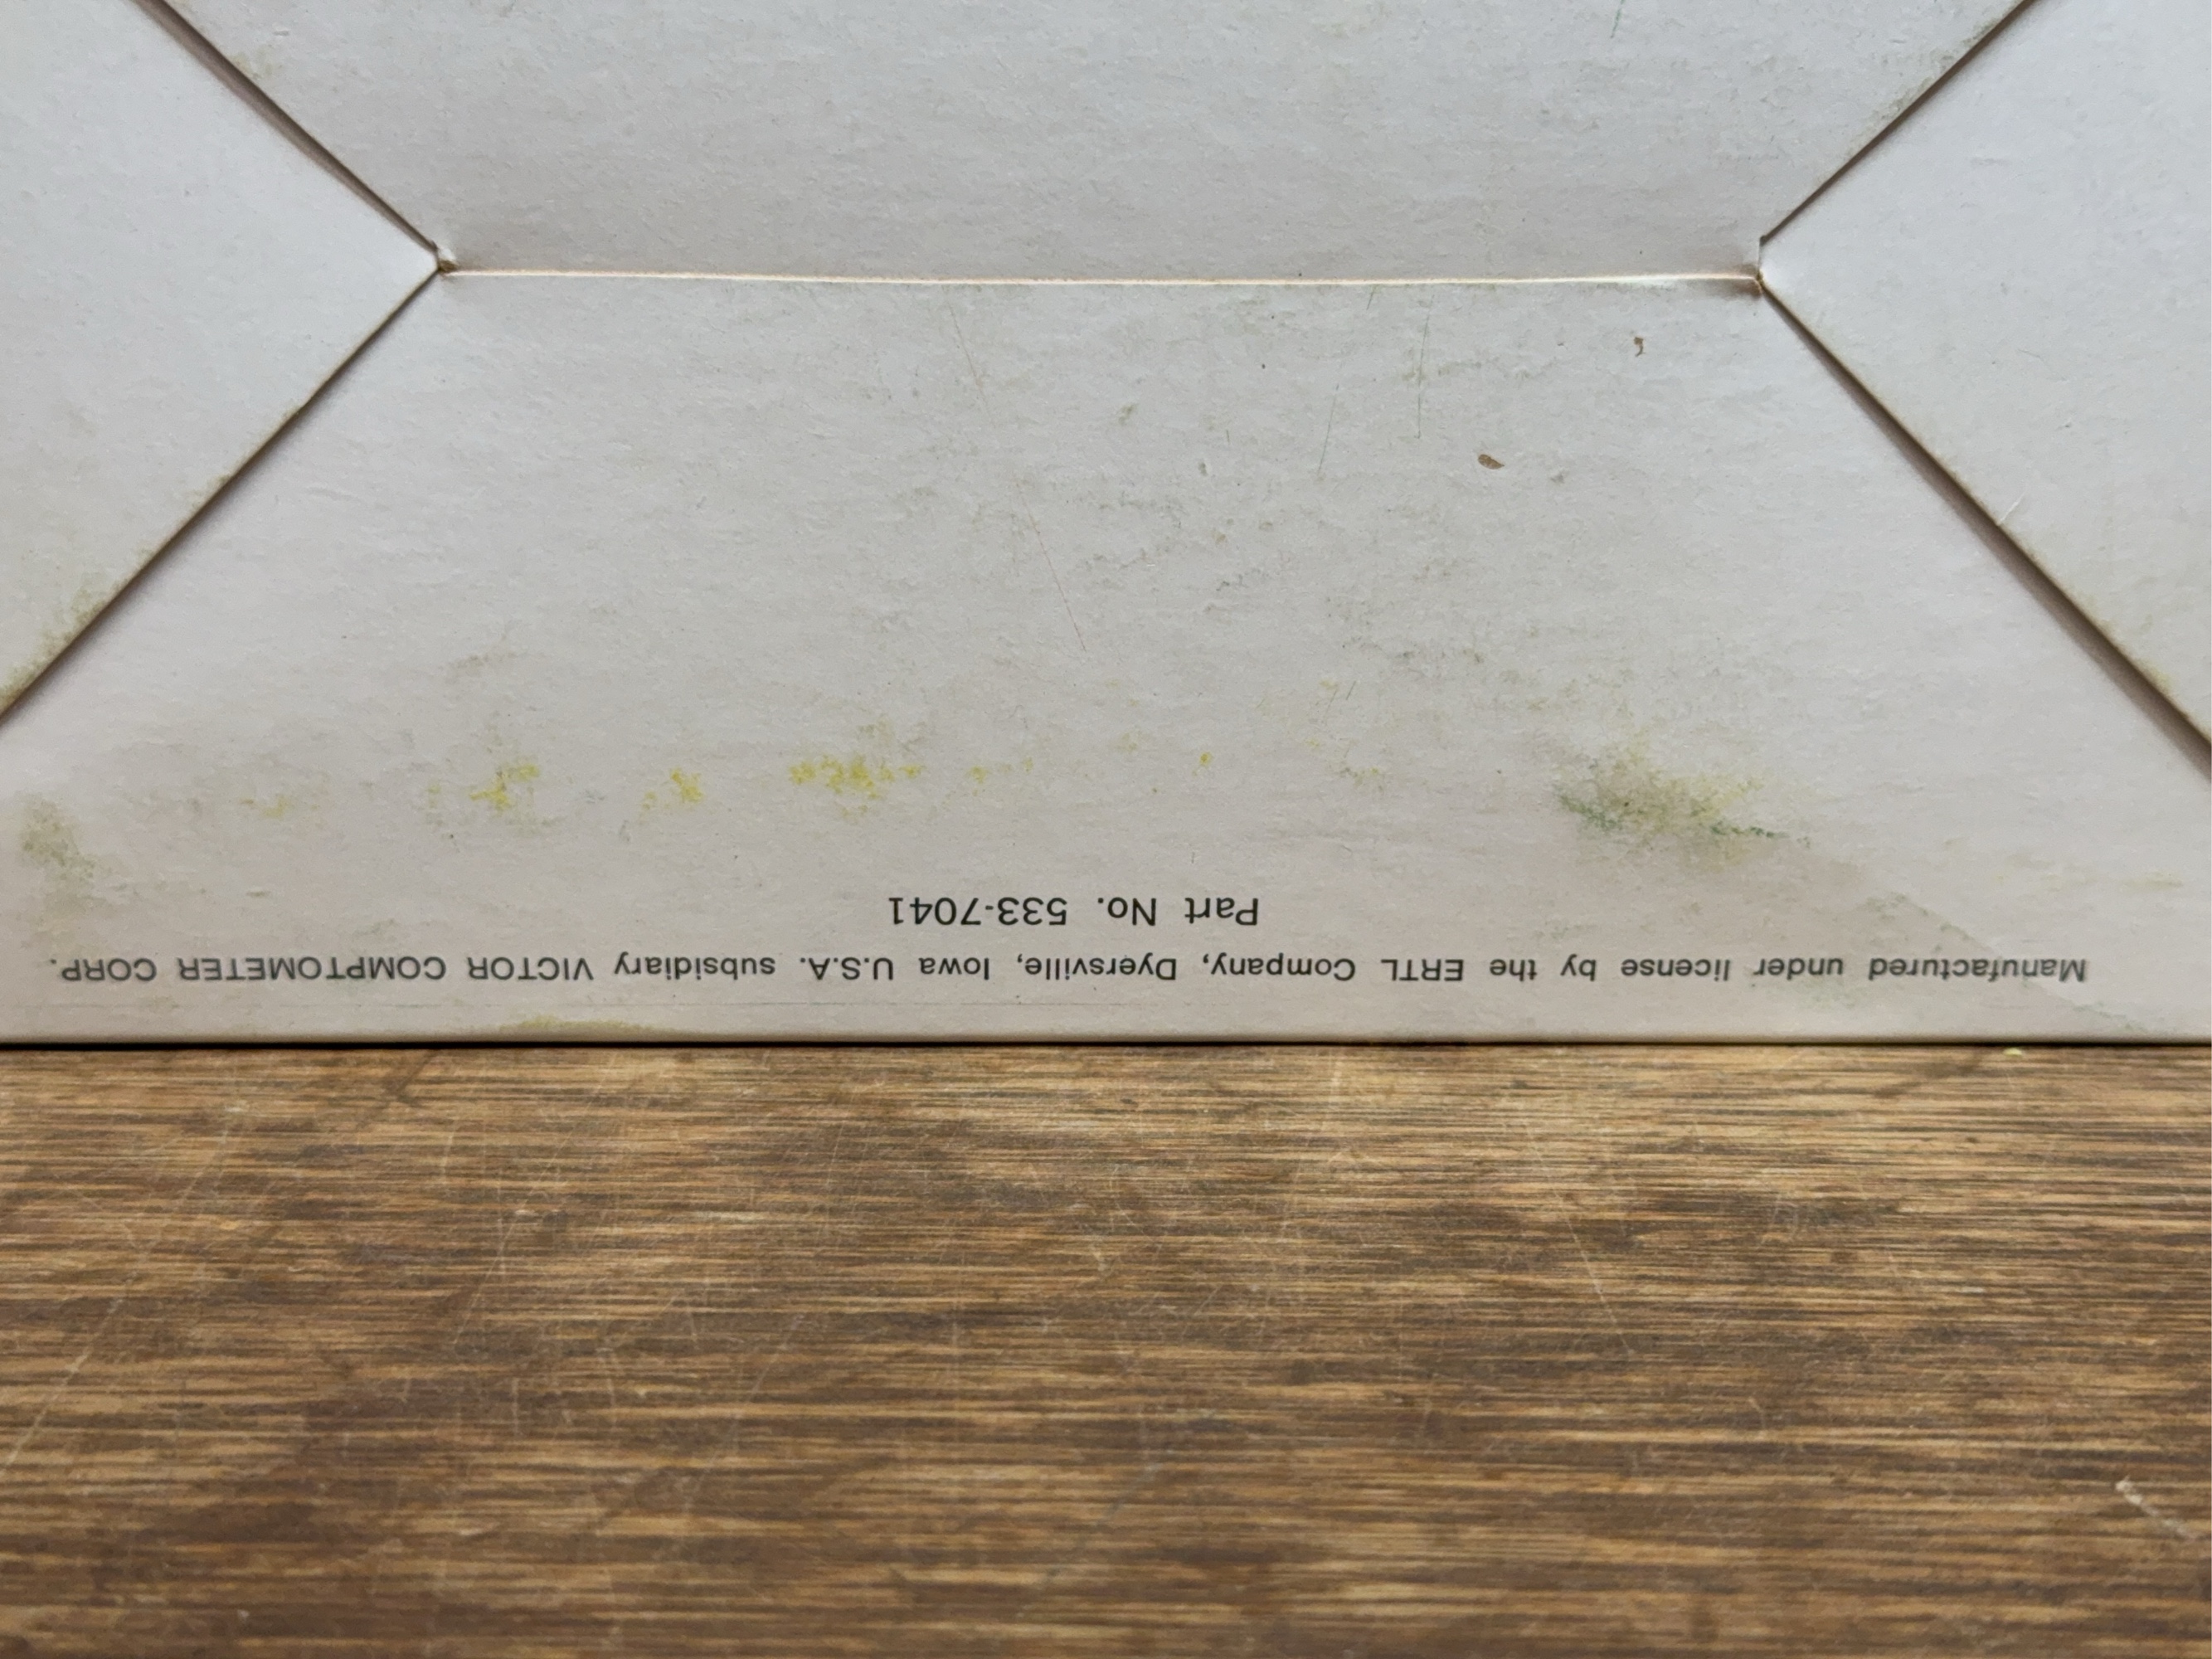 Manufactured under license by the ERTL Company, Dyersville, Iowa U.S.A. subsidiary VICTOR COMPTOMETER CORP.
Part No. 533-7041